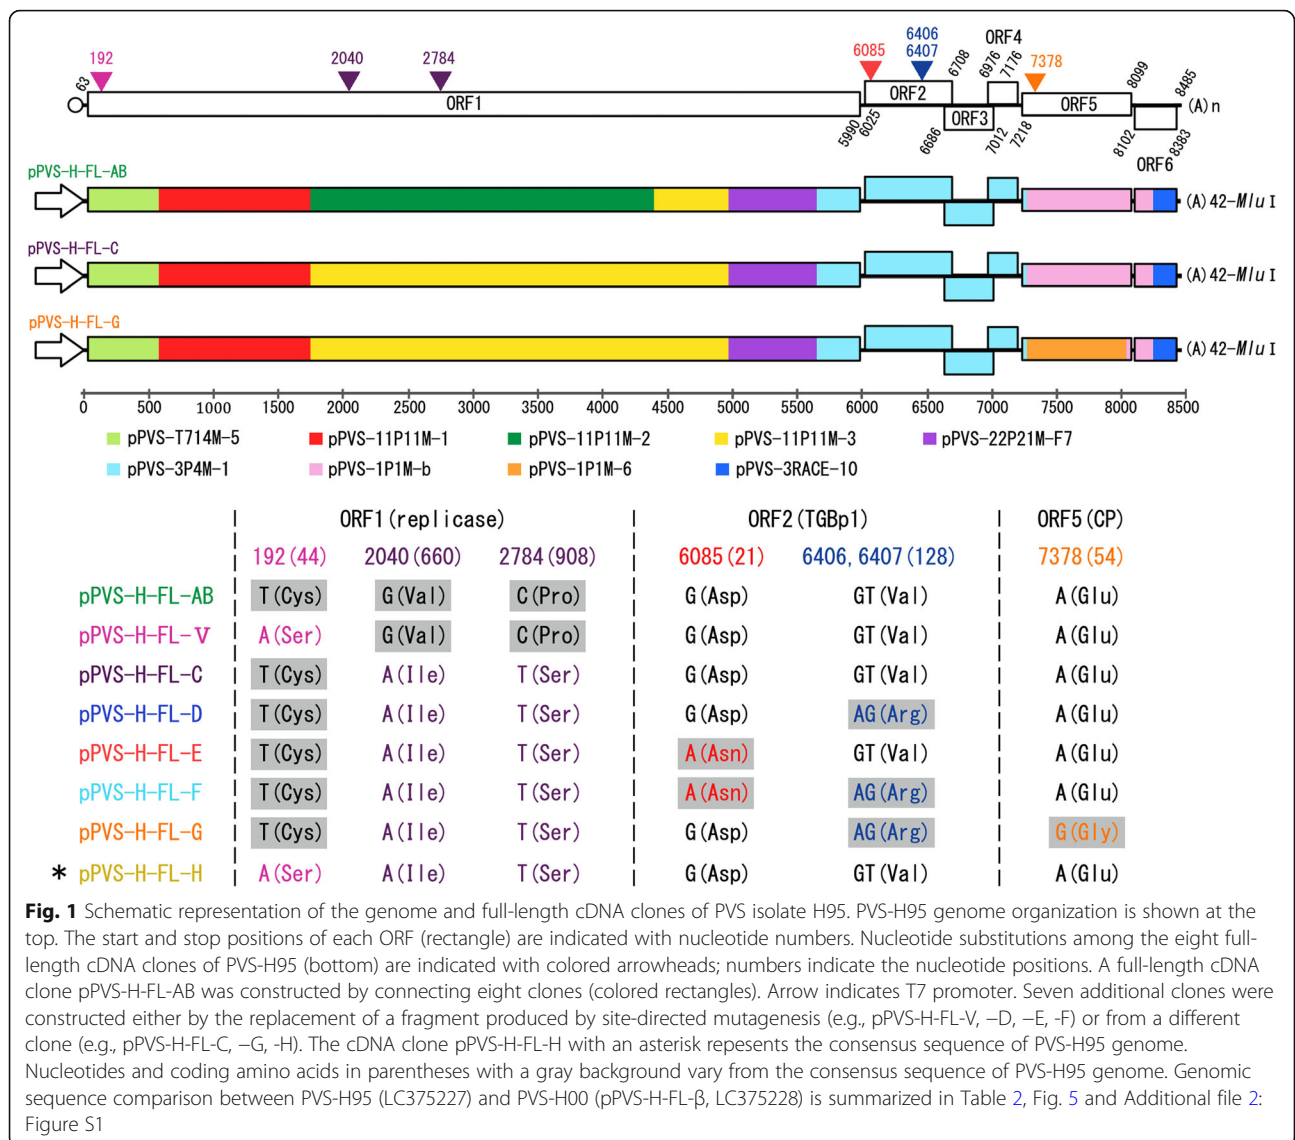 192 2040 2784 6085 6406 6407 7378
ORF4
63 6708 6976 7176 8099 8485
ORF1 ORF2 ORF3 ORF5 (A)n
5990 6025 6686 7012 7218 8102 8383
ORF6
pPVS-H-FL-AB
(A)42-Mlu I
pPVS-H-FL-C
(A)42-Mlu I
pPVS-H-FL-G
(A)42-Mlu I
0 500 1000 1500 2000 2500 3000 3500 4000 4500 5000 5500 6000 6500 7000 7500 8000 8500
pPVS-T714M-5 pPVS-11P11M-1 pPVS-11P11M-2 pPVS-11P11M-3 pPVS-22P21M-F7
pPVS-3P4M-1 pPVS-1P1M-b pPVS-1P1M-6 pPVS-3RACE-10
ORF1(replicase) ORF2(TGBp1) ORF5(CP)
192(44) 2040(660) 2784(908) 6085(21) 6406, 6407(128) 7378(54)
pPVS-H-FL-AB T(Cys) G(Val) C(Pro) G(Asp) GT(Val) A(Glu)
pPVS-H-FL-V A(Ser) G(Val) C(Pro) G(Asp) GT(Val) A(Glu)
pPVS-H-FL-C T(Cys) A(Ile) T(Ser) G(Asp) GT(Val) A(Glu)
pPVS-H-FL-D T(Cys) A(Ile) T(Ser) G(Asp) AG(Arg) A(Glu)
pPVS-H-FL-E T(Cys) A(Ile) T(Ser) A(Asn) GT(Val) A(Glu)
pPVS-H-FL-F T(Cys) A(Ile) T(Ser) A(Asn) AG(Arg) A(Glu)
pPVS-H-FL-G T(Cys) A(Ile) T(Ser) G(Asp) AG(Arg) G(Gly)
* pPVS-H-FL-H A(Ser) A(Ile) T(Ser) G(Asp) GT(Val) A(Glu)
Fig. 1 Schematic representation of the genome and full-length cDNA clones of PVS isolate H95. PVS-H95 genome organization is shown at the
top. The start and stop positions of each ORF (rectangle) are indicated with nucleotide numbers. Nucleotide substitutions among the eight full-
length cDNA clones of PVS-H95 (bottom) are indicated with colored arrowheads; numbers indicate the nucleotide positions. A full-length cDNA
clone pPVS-H-FL-AB was constructed by connecting eight clones (colored rectangles). Arrow indicates T7 promoter. Seven additional clones were
constructed either by the replacement of a fragment produced by site-directed mutagenesis (e.g., pPVS-H-FL-V, –D, –E, -F) or from a different
clone (e.g., pPVS-H-FL-C, –G, -H). The cDNA clone pPVS-H-FL-H with an asterisk repesents the consensus sequence of PVS-H95 genome.
Nucleotides and coding amino acids in parentheses with a gray background vary from the consensus sequence of PVS-H95 genome. Genomic
sequence comparison between PVS-H95 (LC375227) and PVS-H00 (pPVS-H-FL-β, LC375228) is summarized in Table 2, Fig. 5 and Additional file 2:
Figure S1